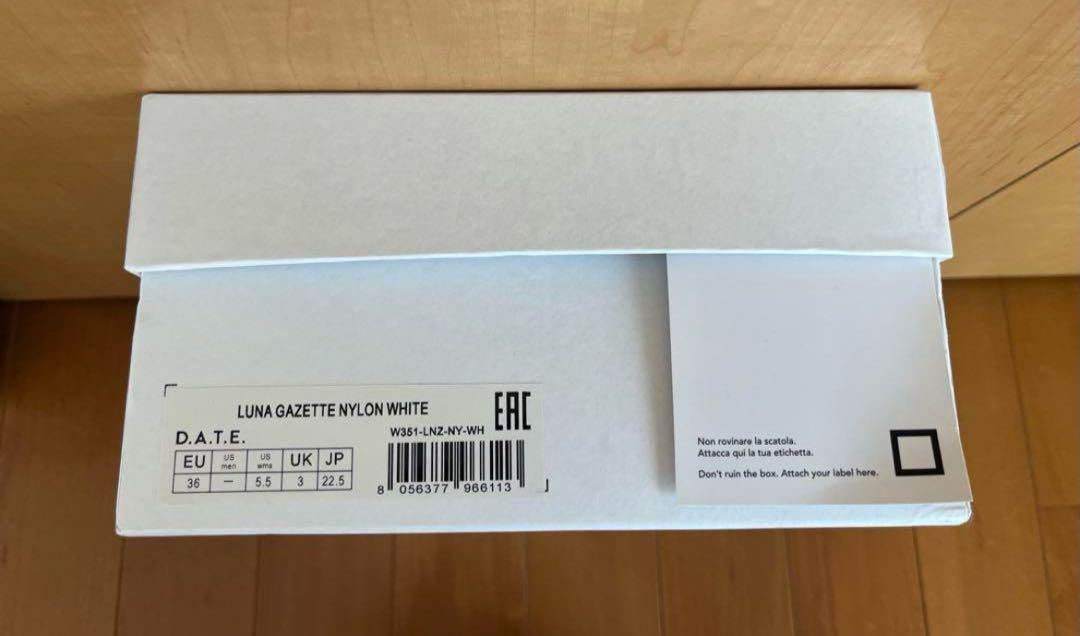 LUNA GAZETTE NYLON WHITE
EAC
D.A.T.E.
W351-LNZ-NY-WH
EU US men US wms UK JP
36 — 5.5 3 22.5
8 056377 966113
Non rovinare la scatola.
Attacca qui la tua etichetta.
Don't ruin the box. Attach your label here.